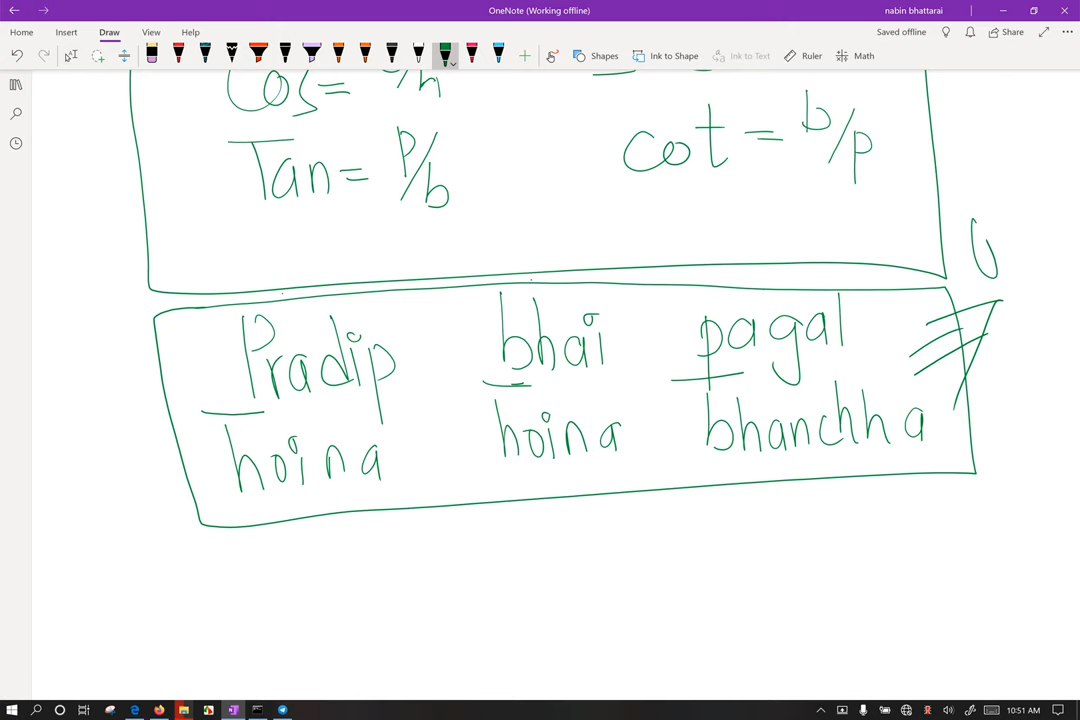 OneNote (Working offline)
nabin bhattarai
Home Insert Draw View Help
Saved offline
Share
Shapes
Ink to Shape
Ink to Text
Ruler
Math
Cos= /h
Tan= P/b
cot = b/p
Pradip bhai pagal
hoina hoina bhanchha
10:51 AM